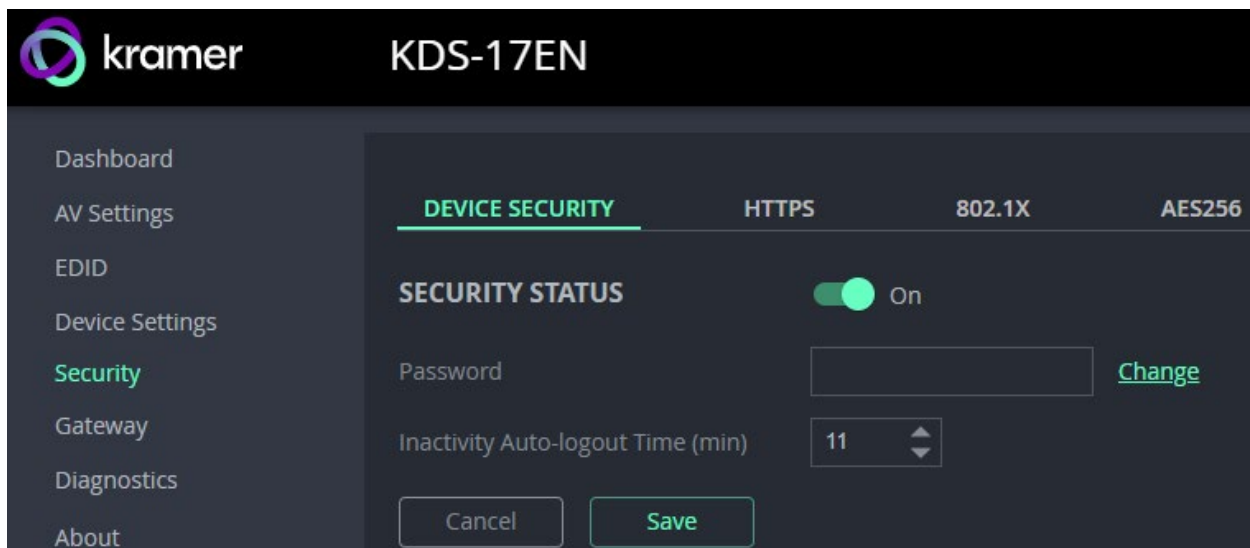 kramer
KDS-17EN
Dashboard
AV Settings
EDID
Device Settings
Security
Gateway
Diagnostics
About
DEVICE SECURITY HTTPS 802.1X AES256
SECURITY STATUS On
Password Change
Inactivity Auto-logout Time (min) 11
Cancel Save